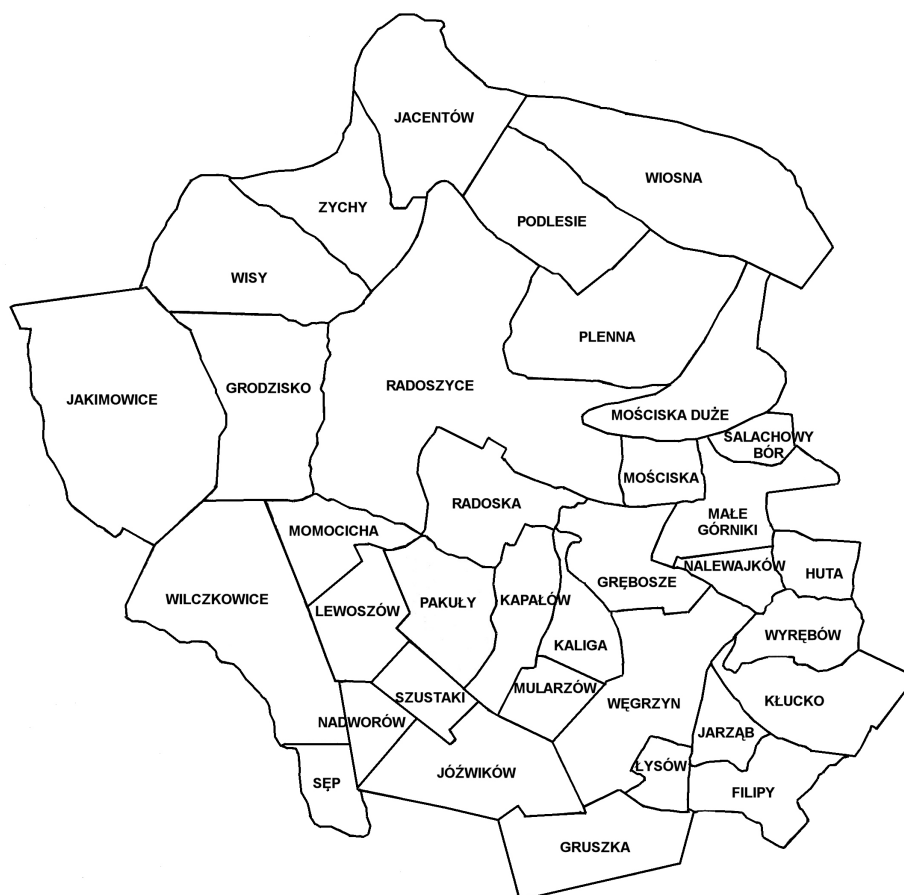 JACENTÓW
WIOSNA
ZYCHY
PODLESIE
WISY
PLENNA
RADOSZYCE
GRODZISKO
JAKIMOWICE
MOŚCISKA DUŻE
SALACHOWY
BÓR
MOŚCISKA
RADOSKA
MAŁE
GÓRNIKI
MOMOCICHA
NALEWAJKÓW
HUTA
GRĘBOSZE
WILCZKOWICE
LEWOSZÓW
PAKUŁY
KAPAŁÓW
WYRĘBÓW
KALIGA
SZUSTAKI
MULARZÓW
WĘGRZYN
KŁUCKO
NADWORÓW
JARZĄB
ŁYSÓW
JÓŹWIKÓW
SĘP
FILIPY
GRUSZKA